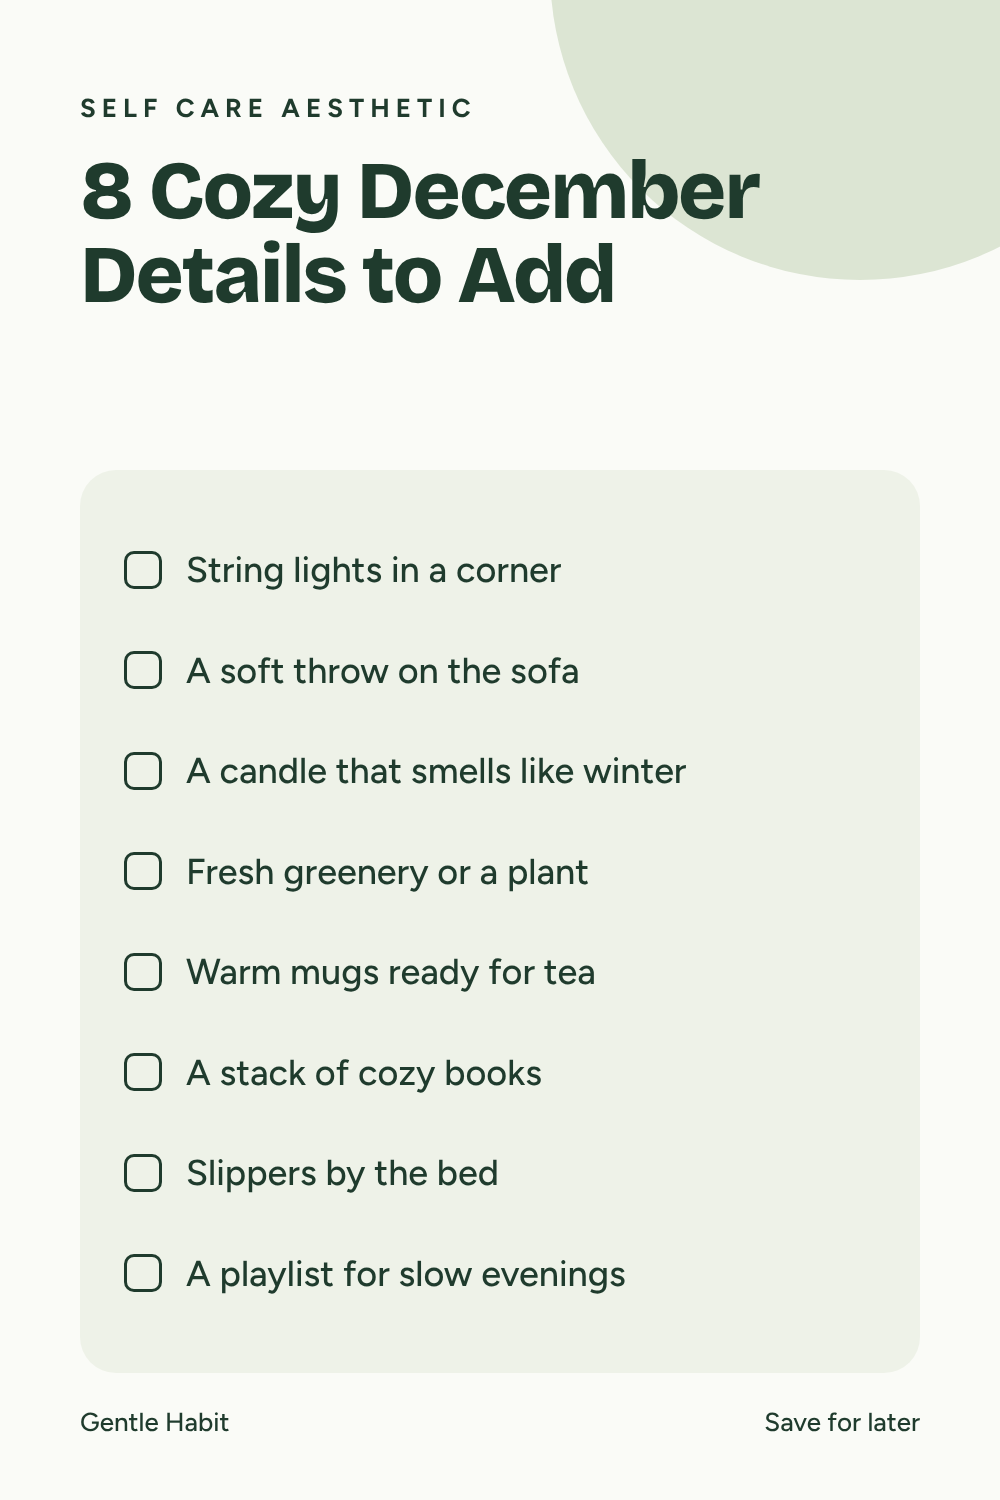 SELF CARE AESTHETIC
8 Cozy December
Details to Add
String lights in a corner
A soft throw on the sofa
A candle that smells like winter
Fresh greenery or a plant
Warm mugs ready for tea
A stack of cozy books
Slippers by the bed
A playlist for slow evenings
Gentle Habit
Save for later